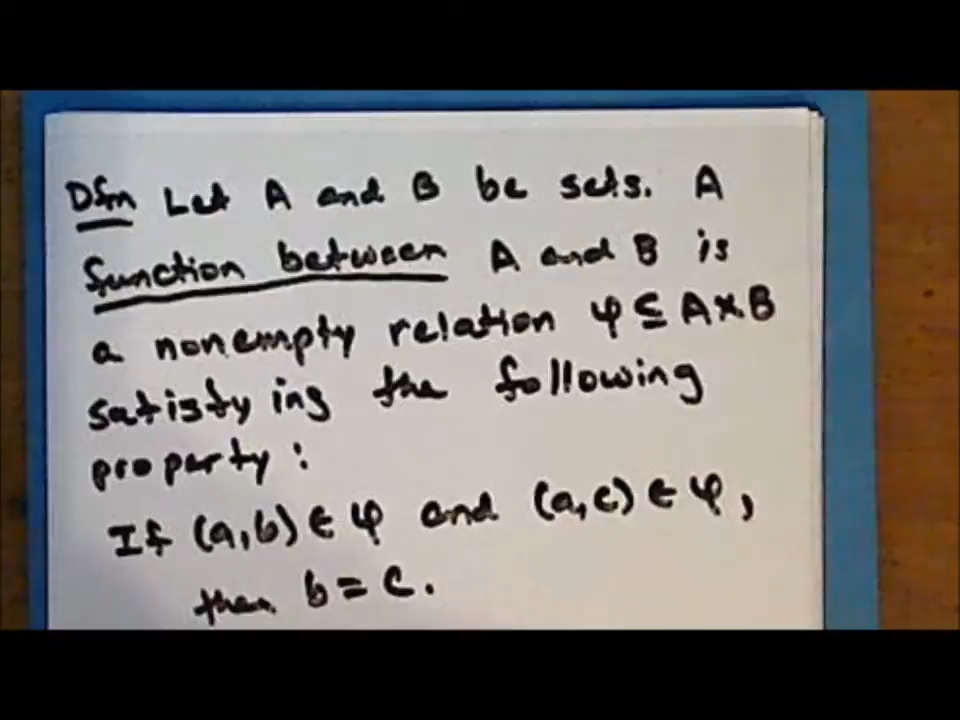 Dfn Let A and B be sets. A
function between A and B is
a nonempty relation φ ⊆ A×B
satisfying the following
property:
If (a,b) ∈ φ and (a,c) ∈ φ,
then b = c.